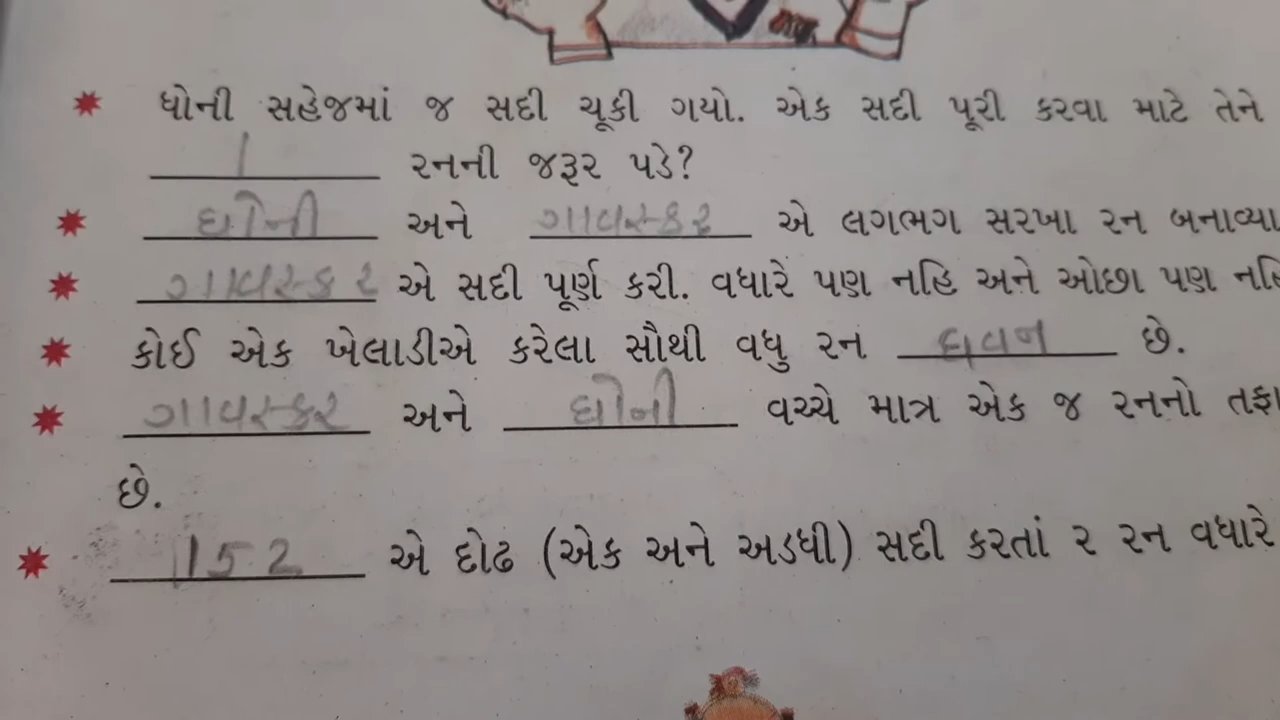 ધોની સહેજમાં જ સદી ચૂકી ગયો. એક સદી પૂરી કરવા માટે તેને
1 રનની જરૂર પડે?
ધોની અને ગાવસ્કર એ લગભગ સરખા રન બનાવ્યા
ગાવસ્કર એ સદી પૂર્ણ કરી. વધારે પણ નહિ અને ઓછા પણ નહિ
કોઈ એક ખેલાડીએ કરેલા સૌથી વધુ રન ધવન છે.
ગાવસ્કર અને ધોની વચ્ચે માત્ર એક જ રનનો તફા
છે.
152 એ દોઢ (એક અને અડધી) સદી કરતાં ૨ રન વધારે